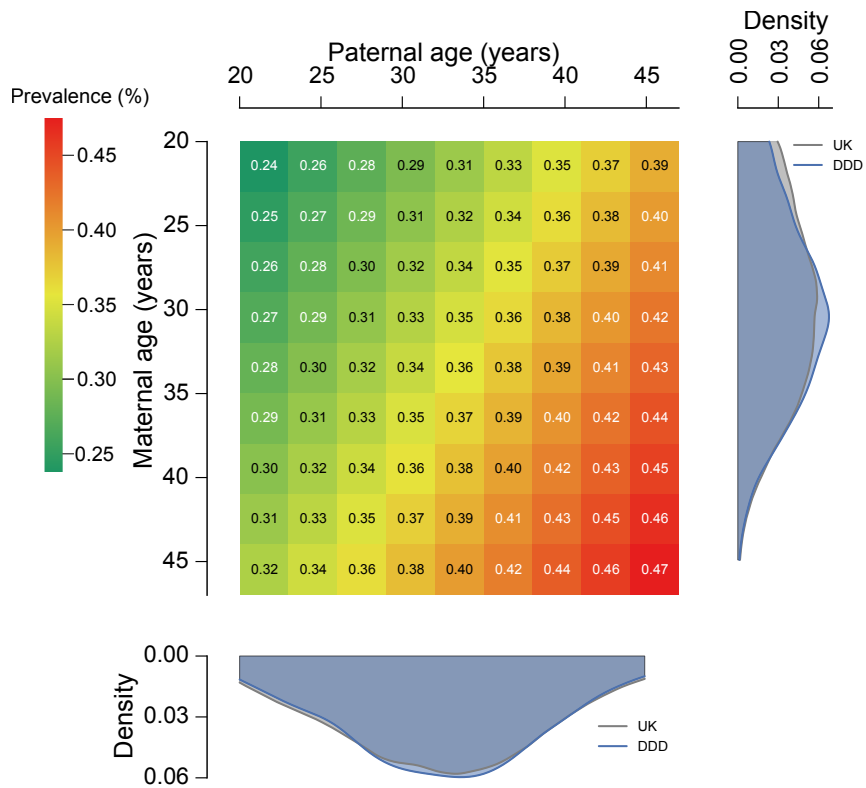 Density
0.00 0.03 0.06
UK
DDD
Paternal age (years)
20 25 30 35 40 45
Prevalence (%)
0.45
0.40
0.35
0.30
0.25
Maternal age (years)
20
25
30
35
40
45
0.24 0.26 0.28 0.29 0.31 0.33 0.35 0.37 0.39
0.25 0.27 0.29 0.31 0.32 0.34 0.36 0.38 0.40
0.26 0.28 0.30 0.32 0.34 0.35 0.37 0.39 0.41
0.27 0.29 0.31 0.33 0.35 0.36 0.38 0.40 0.42
0.28 0.30 0.32 0.34 0.36 0.38 0.39 0.41 0.43
0.29 0.31 0.33 0.35 0.37 0.39 0.40 0.42 0.44
0.30 0.32 0.34 0.36 0.38 0.40 0.42 0.43 0.45
0.31 0.33 0.35 0.37 0.39 0.41 0.43 0.45 0.46
0.32 0.34 0.36 0.38 0.40 0.42 0.44 0.46 0.47
Density
0.00
0.03
0.06
UK
DDD